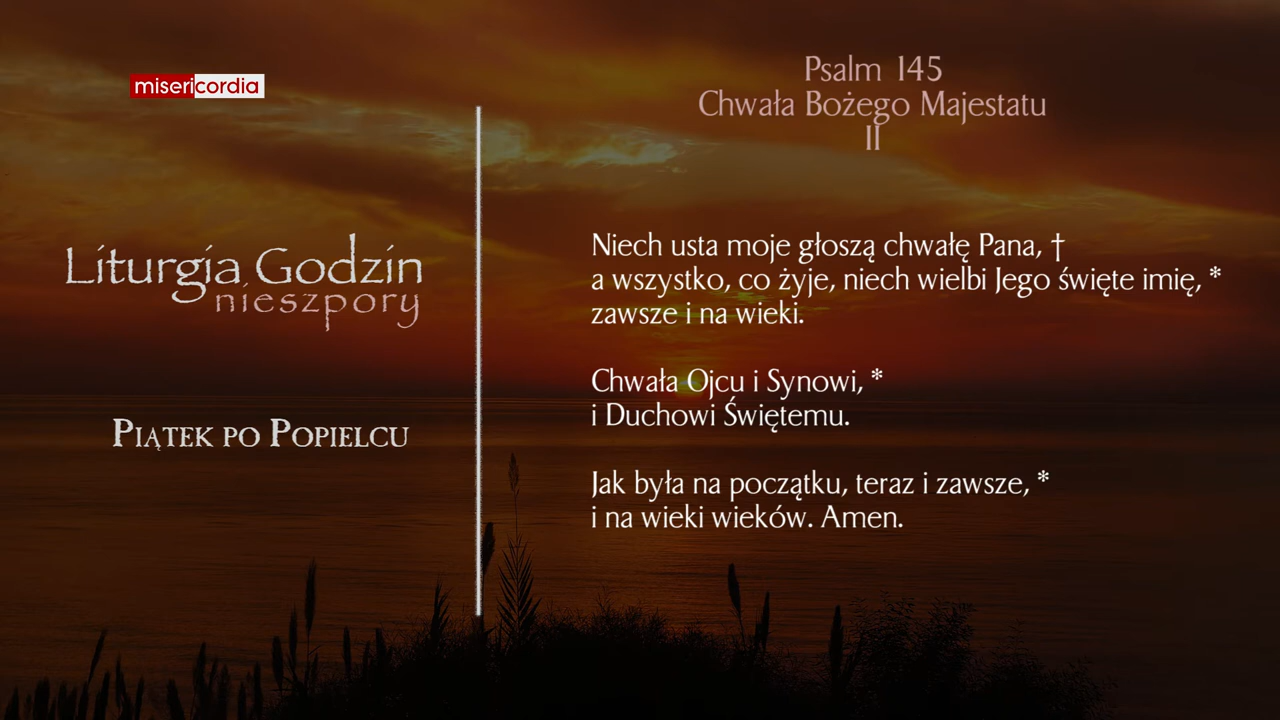 misericordia
Liturgia Godzin
nieszpory
Piątek po Popielcu
Psalm 145
Chwała Bożego Majestatu
II
Niech usta moje głoszą chwałę Pana, †
a wszystko, co żyje, niech wielbi Jego święte imię, *
zawsze i na wieki.
Chwała Ojcu i Synowi, *
i Duchowi Świętemu.
Jak była na początku, teraz i zawsze, *
i na wieki wieków. Amen.